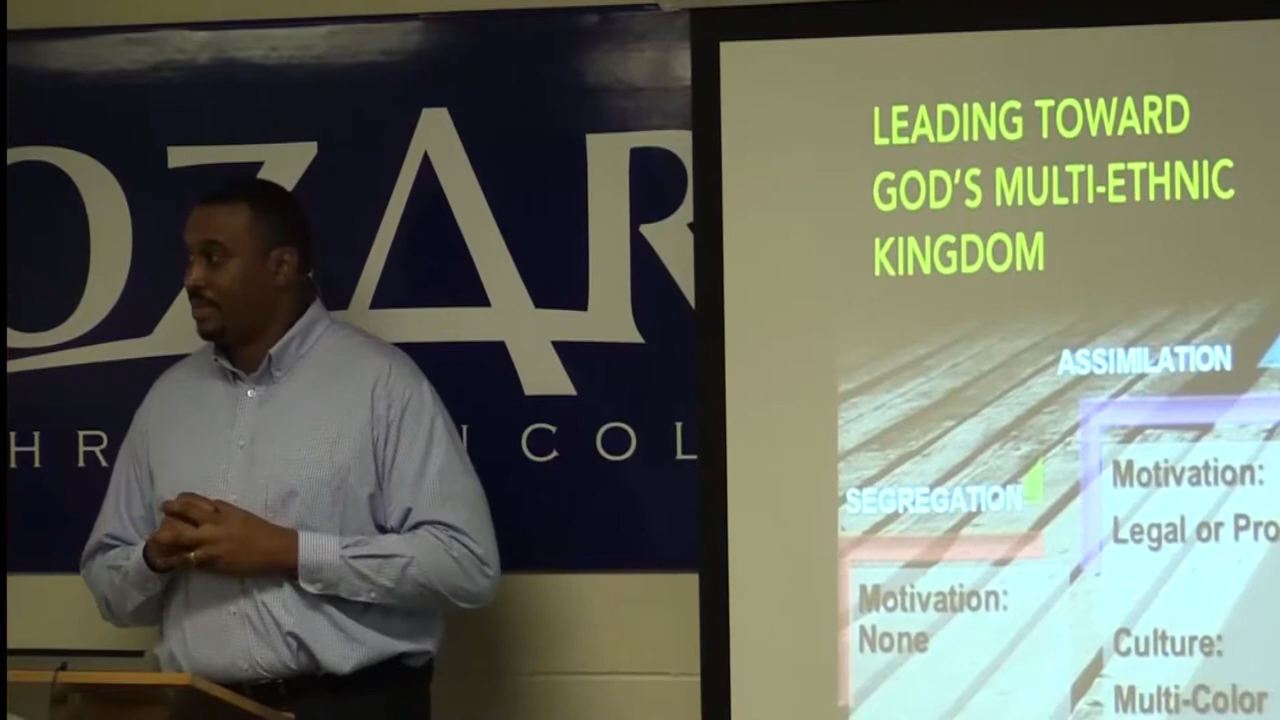 OZAR
HR N COL
LEADING TOWARD
GOD'S MULTI-ETHNIC
KINGDOM
ASSIMILATION
Motivation:
Legal or Pro
Culture:
Multi-Color
SEGREGATION
Motivation:
None